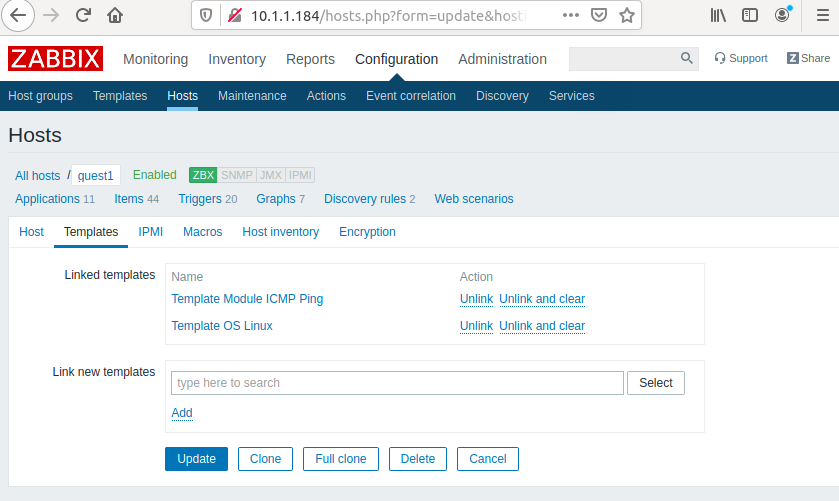 10.1.1.184/hosts.php?form=update&hosti
ZABBIX Monitoring Inventory Reports Configuration Administration Support Z Share
Host groups Templates Hosts Maintenance Actions Event correlation Discovery Services
Hosts
All hosts / guest1 Enabled ZBX SNMP JMX IPMI
Applications 11 Items 44 Triggers 20 Graphs 7 Discovery rules 2 Web scenarios
Host Templates IPMI Macros Host inventory Encryption
Linked templates Name Action
Template Module ICMP Ping Unlink Unlink and clear
Template OS Linux Unlink Unlink and clear
Link new templates
type here to search Select
Add
Update Clone Full clone Delete Cancel